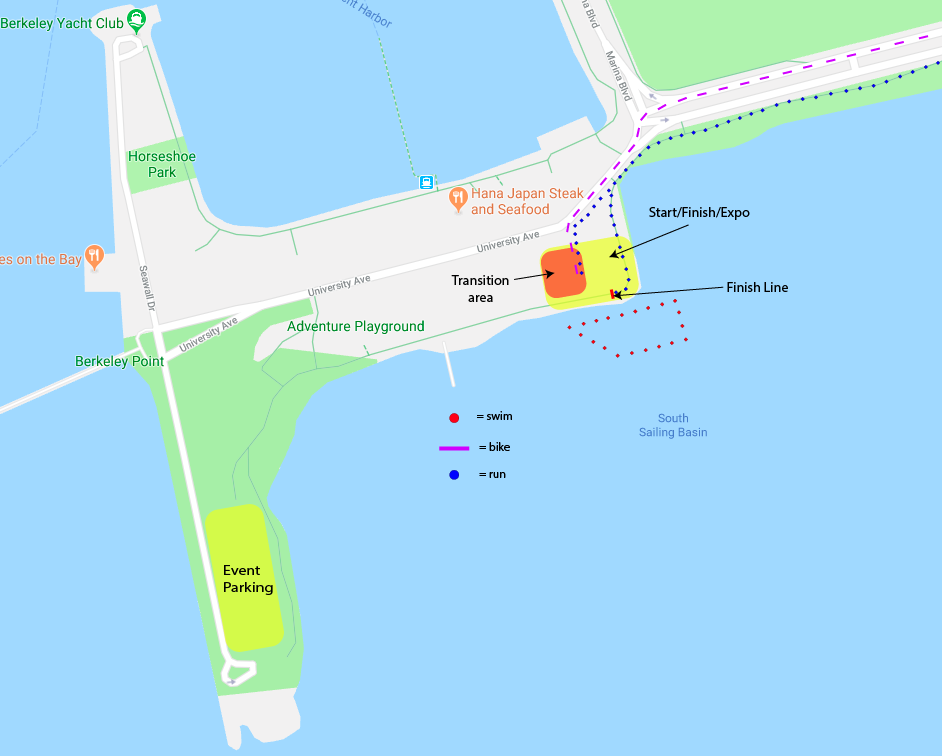 Berkeley Yacht Club
nt Harbor
na Blvd
Marina Blvd
Horseshoe
Park
Hana Japan Steak
and Seafood
Start/Finish/Expo
University Ave
es on the Bay
Seawall Dr
University Ave
Transition
area
Finish Line
University Ave
Adventure Playground
Berkeley Point
= swim
South
Sailing Basin
= bike
= run
Event
Parking